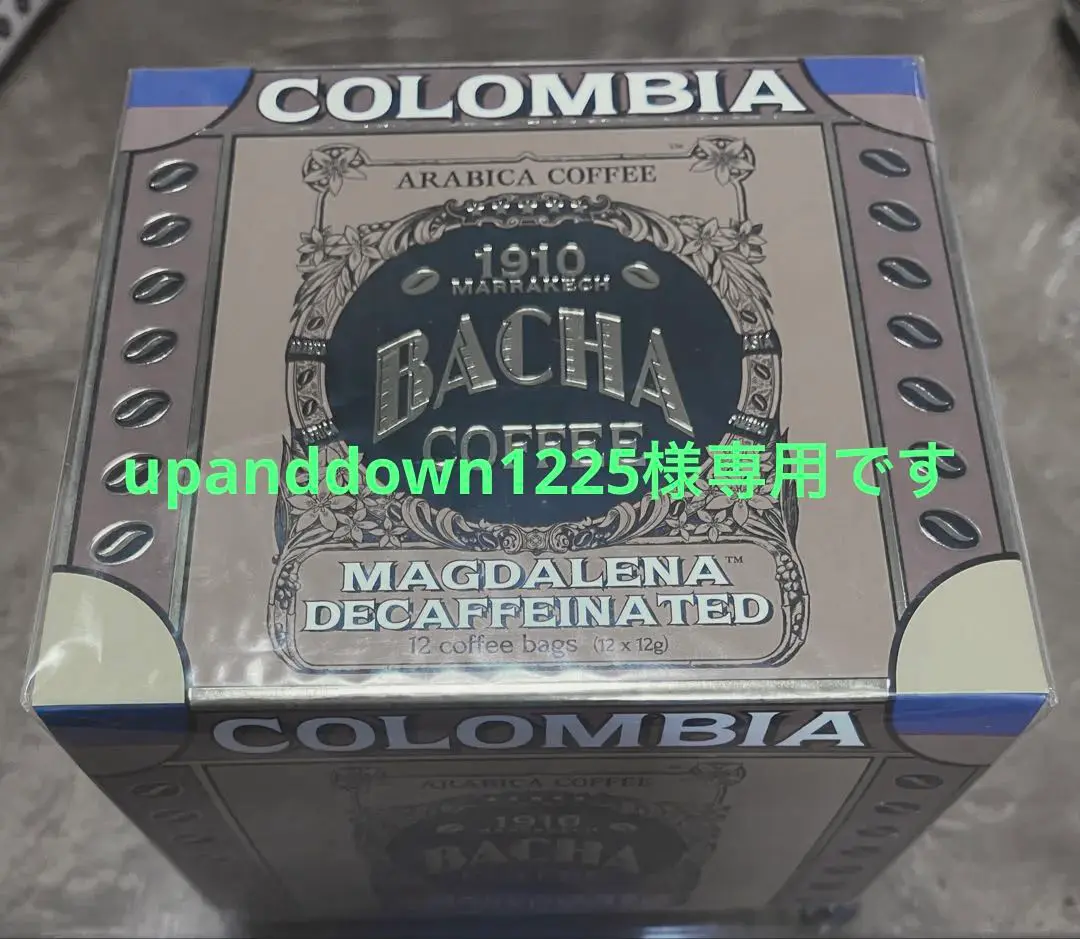 COLOMBIA
ARABICA COFFEE
1910
MARRAKECH
BACHA
COFFEE
upanddown1225様専用です
MAGDALENA™
DECAFFEINATED
12 coffee bags (12 x 12g)
COLOMBIA
ARABICA COFFEE
1910
BACHA